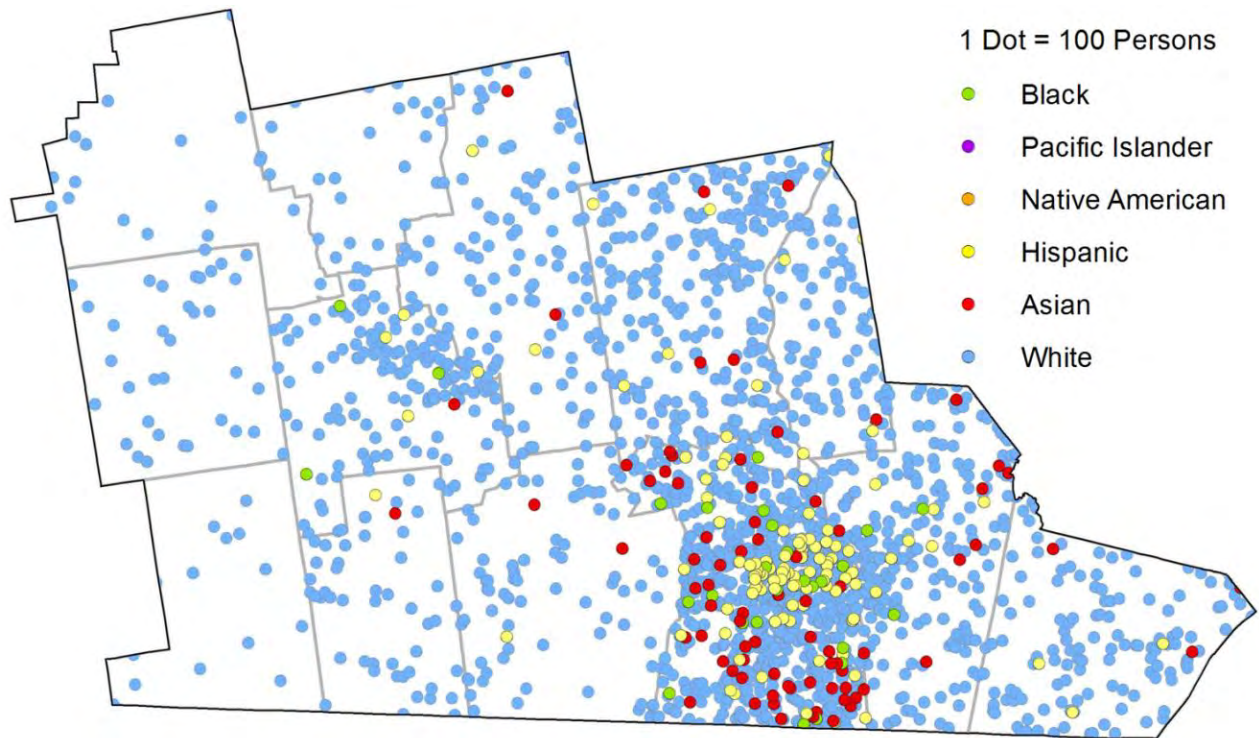 1 Dot = 100 Persons
Black
Pacific Islander
Native American
Hispanic
Asian
White